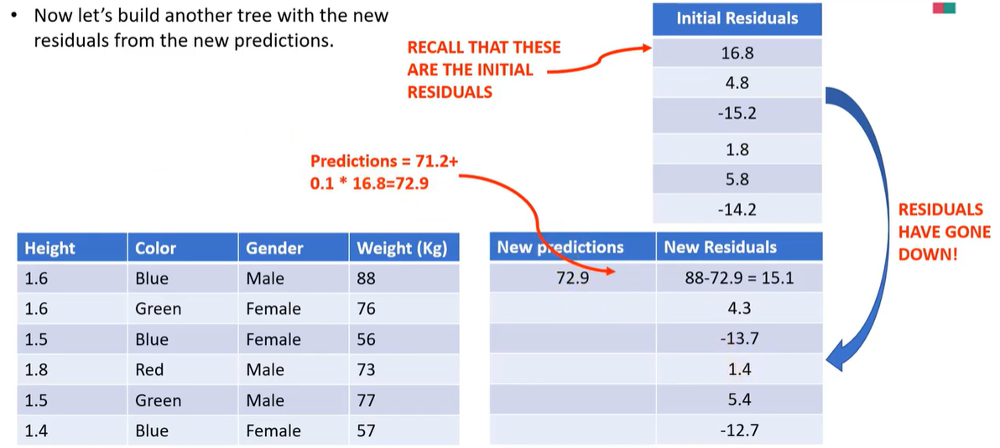 • Now let's build another tree with the new
residuals from the new predictions.
RECALL THAT THESE
ARE THE INITIAL
RESIDUALS
Initial Residuals
16.8
4.8
-15.2
1.8
5.8
-14.2
Predictions = 71.2+
0.1 * 16.8=72.9
RESIDUALS
HAVE GONE
DOWN!
Height Color Gender Weight (Kg) New predictions New Residuals
1.6 Blue Male 88 72.9 88-72.9 = 15.1
1.6 Green Female 76 4.3
1.5 Blue Female 56 -13.7
1.8 Red Male 73 1.4
1.5 Green Male 77 5.4
1.4 Blue Female 57 -12.7